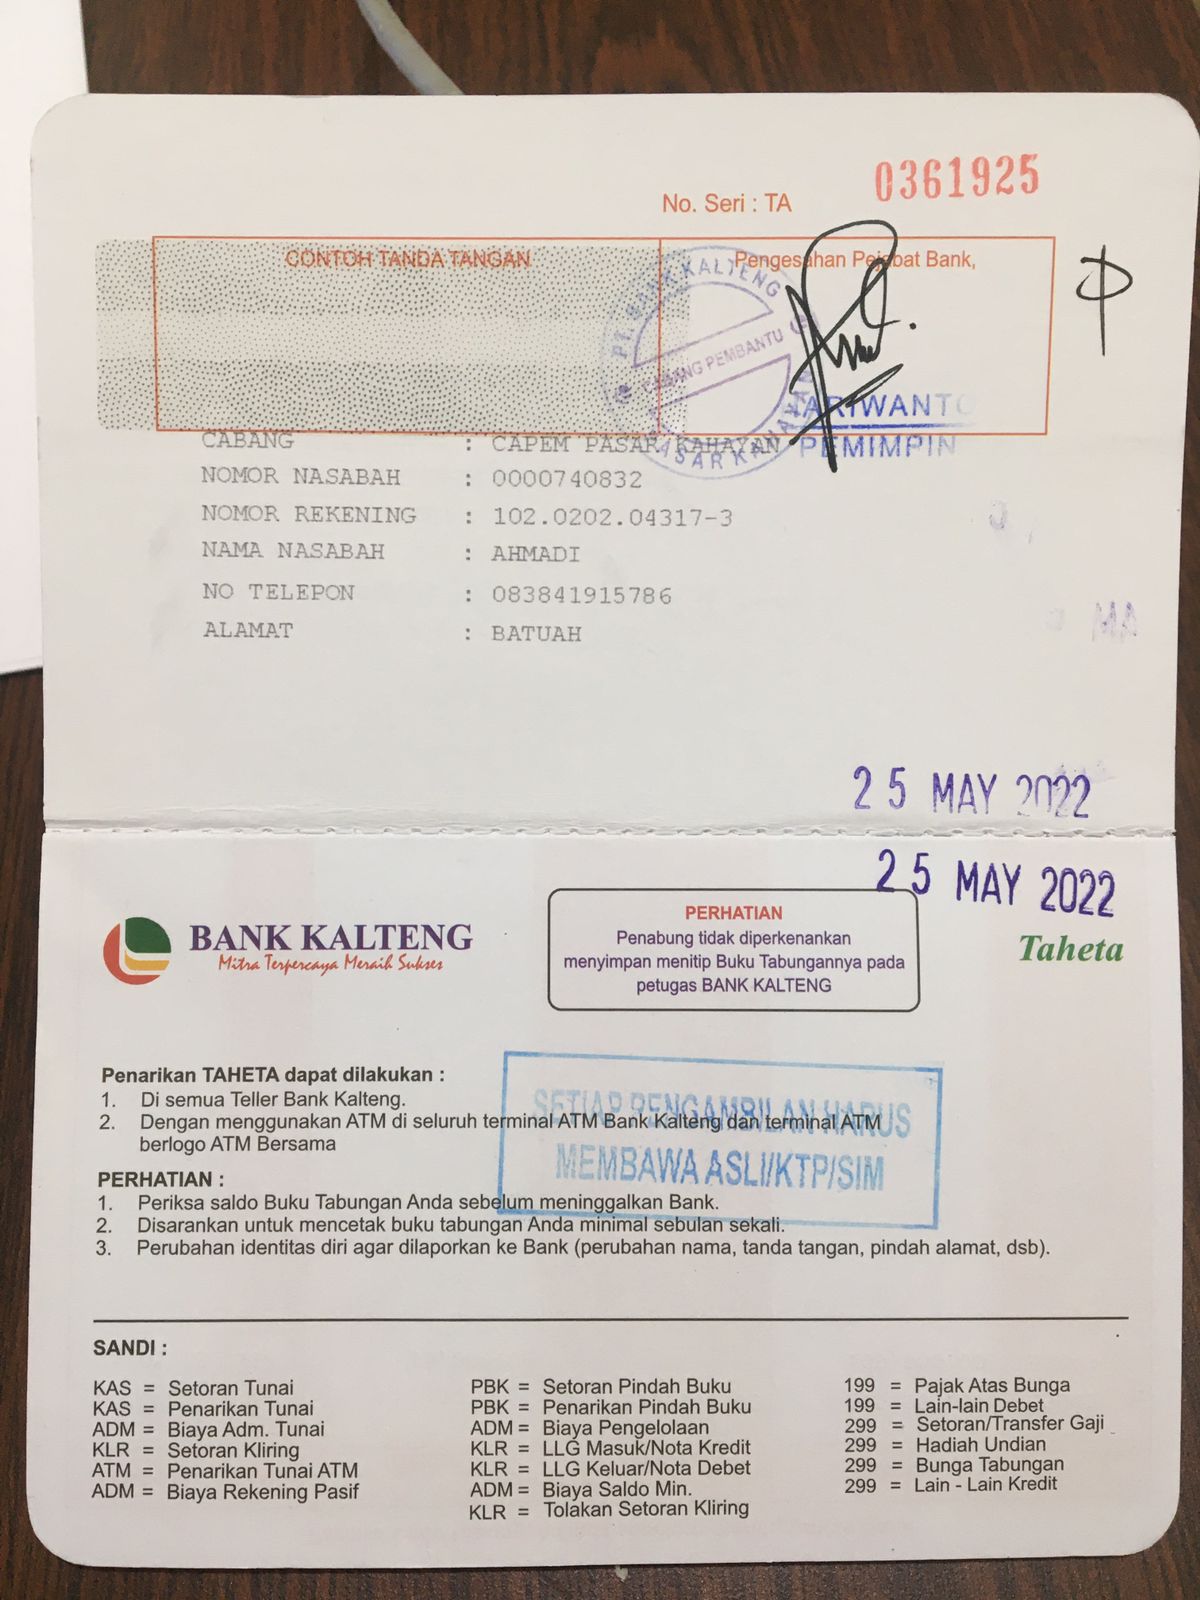 No. Seri : TA 0361925
CONTOH TANDA TANGAN
Pengesahan Pejabat Bank,
PT. BANK KALTENG
CABANG PEMBANTU
PASAR KAHAYAN
HARIWANTO
PEMIMPIN
CABANG : CAPEM PASAR KAHAYAN
NOMOR NASABAH : 0000740832
NOMOR REKENING : 102.0202.04317-3
NAMA NASABAH : AHMADI
NO TELEPON : 083841915786
ALAMAT : BATUAH
25 MAY 2022
25 MAY 2022
BANK KALTENG
Mitra Terpercaya Meraih Sukses
PERHATIAN
Penabung tidak diperkenankan
menyimpan menitip Buku Tabungannya pada
petugas BANK KALTENG
Taheta
Penarikan TAHETA dapat dilakukan :
1. Di semua Teller Bank Kalteng.
2. Dengan menggunakan ATM di seluruh terminal ATM Bank Kalteng dan terminal ATM
berlogo ATM Bersama
SETIAP PENGAMBILAN HARUS
MEMBAWA ASLI/KTP/SIM
PERHATIAN :
1. Periksa saldo Buku Tabungan Anda sebelum meninggalkan Bank.
2. Disarankan untuk mencetak buku tabungan Anda minimal sebulan sekali.
3. Perubahan identitas diri agar dilaporkan ke Bank (perubahan nama, tanda tangan, pindah alamat, dsb).
SANDI :
KAS = Setoran Tunai
KAS = Penarikan Tunai
ADM = Biaya Adm. Tunai
KLR = Setoran Kliring
ATM = Penarikan Tunai ATM
ADM = Biaya Rekening Pasif
PBK = Setoran Pindah Buku
PBK = Penarikan Pindah Buku
ADM = Biaya Pengelolaan
KLR = LLG Masuk/Nota Kredit
KLR = LLG Keluar/Nota Debet
ADM = Biaya Saldo Min.
KLR = Tolakan Setoran Kliring
199 = Pajak Atas Bunga
199 = Lain-lain Debet
299 = Setoran/Transfer Gaji
299 = Hadiah Undian
299 = Bunga Tabungan
299 = Lain - Lain Kredit